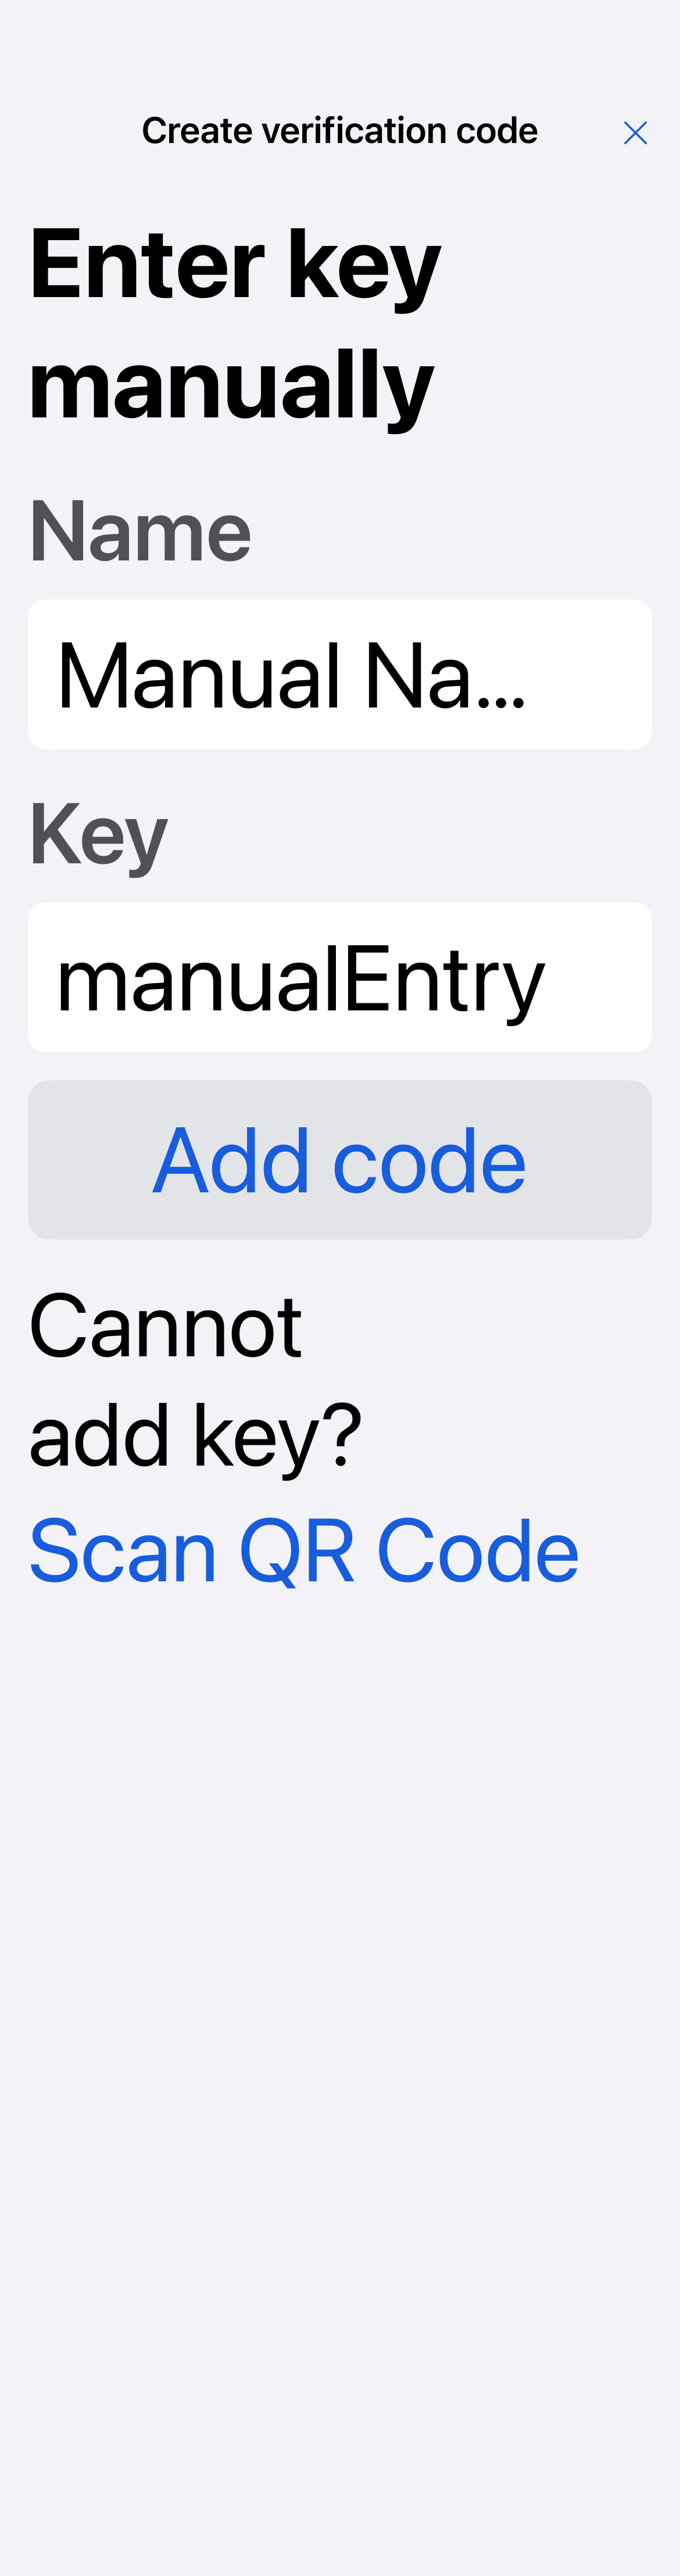 Create verification code
Enter key
manually
Name
Manual Na...
Key
manualEntry
Add code
Cannot
add key?
Scan QR Code